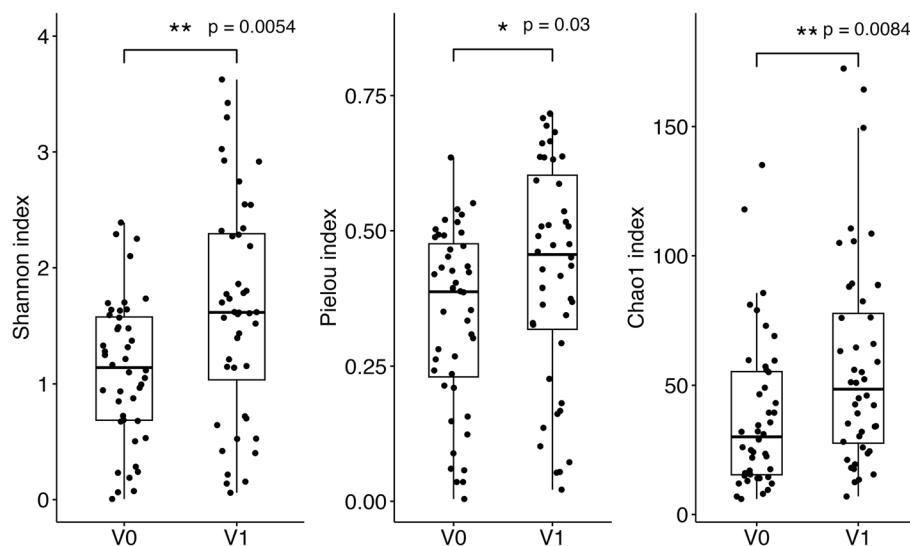 ** p = 0.0054
4
3
2
1
0
Shannon index
V0 V1
* p = 0.03
0.75
0.50
0.25
0.00
Pielou index
V0 V1
** p = 0.0084
150
100
50
0
Chao1 index
V0 V1